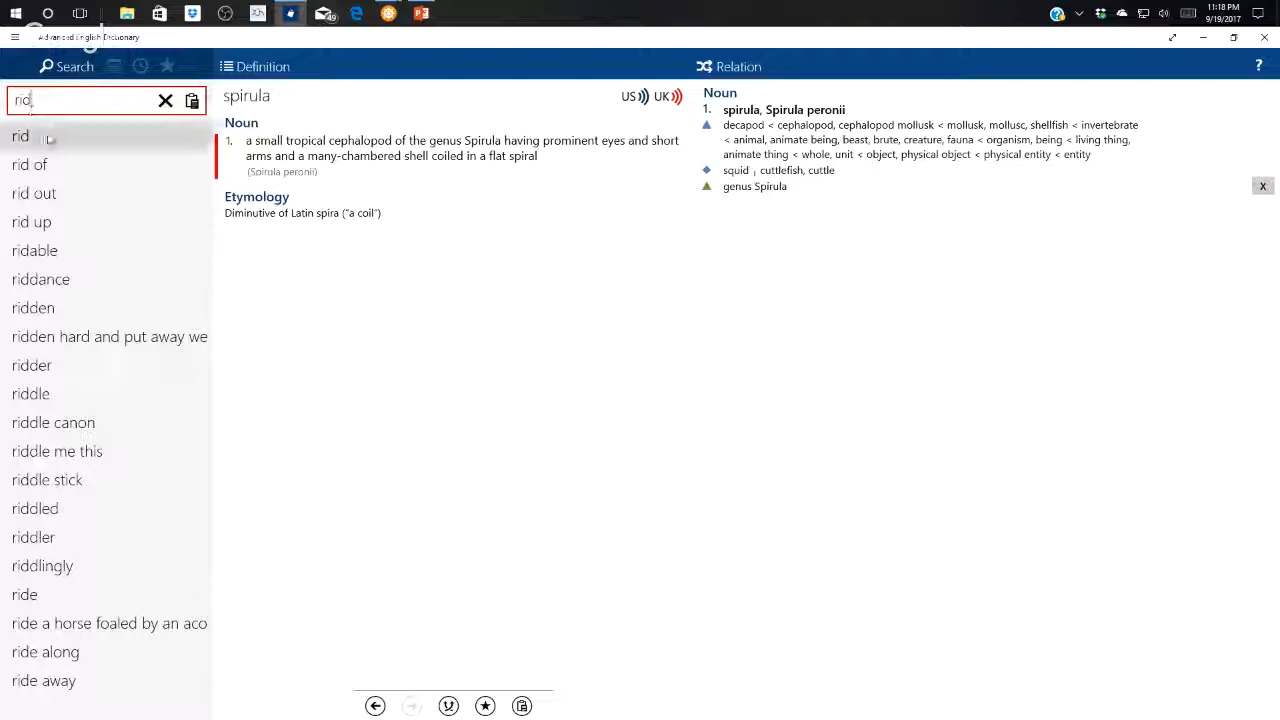 49
11:18 PM
9/19/2017
Advanced English Dictionary
Search
Definition
Relation
?
rid
spirula
US
UK
Noun
1. a small tropical cephalopod of the genus Spirula having prominent eyes and short
arms and a many-chambered shell coiled in a flat spiral
(Spirula peronii)
Etymology
Diminutive of Latin spira ("a coil")
Noun
1. spirula, Spirula peronii
decapod < cephalopod, cephalopod mollusk < mollusk, mollusc, shellfish < invertebrate
< animal, animate being, beast, brute, creature, fauna < organism, being < living thing,
animate thing < whole, unit < object, physical object < physical entity < entity
squid , cuttlefish, cuttle
genus Spirula
X
rid
rid of
rid out
rid up
ridable
riddance
ridden
ridden hard and put away we
ridder
riddle
riddle canon
riddle me this
riddle stick
riddled
riddler
riddlingly
ride
ride a horse foaled by an aco
ride along
ride away